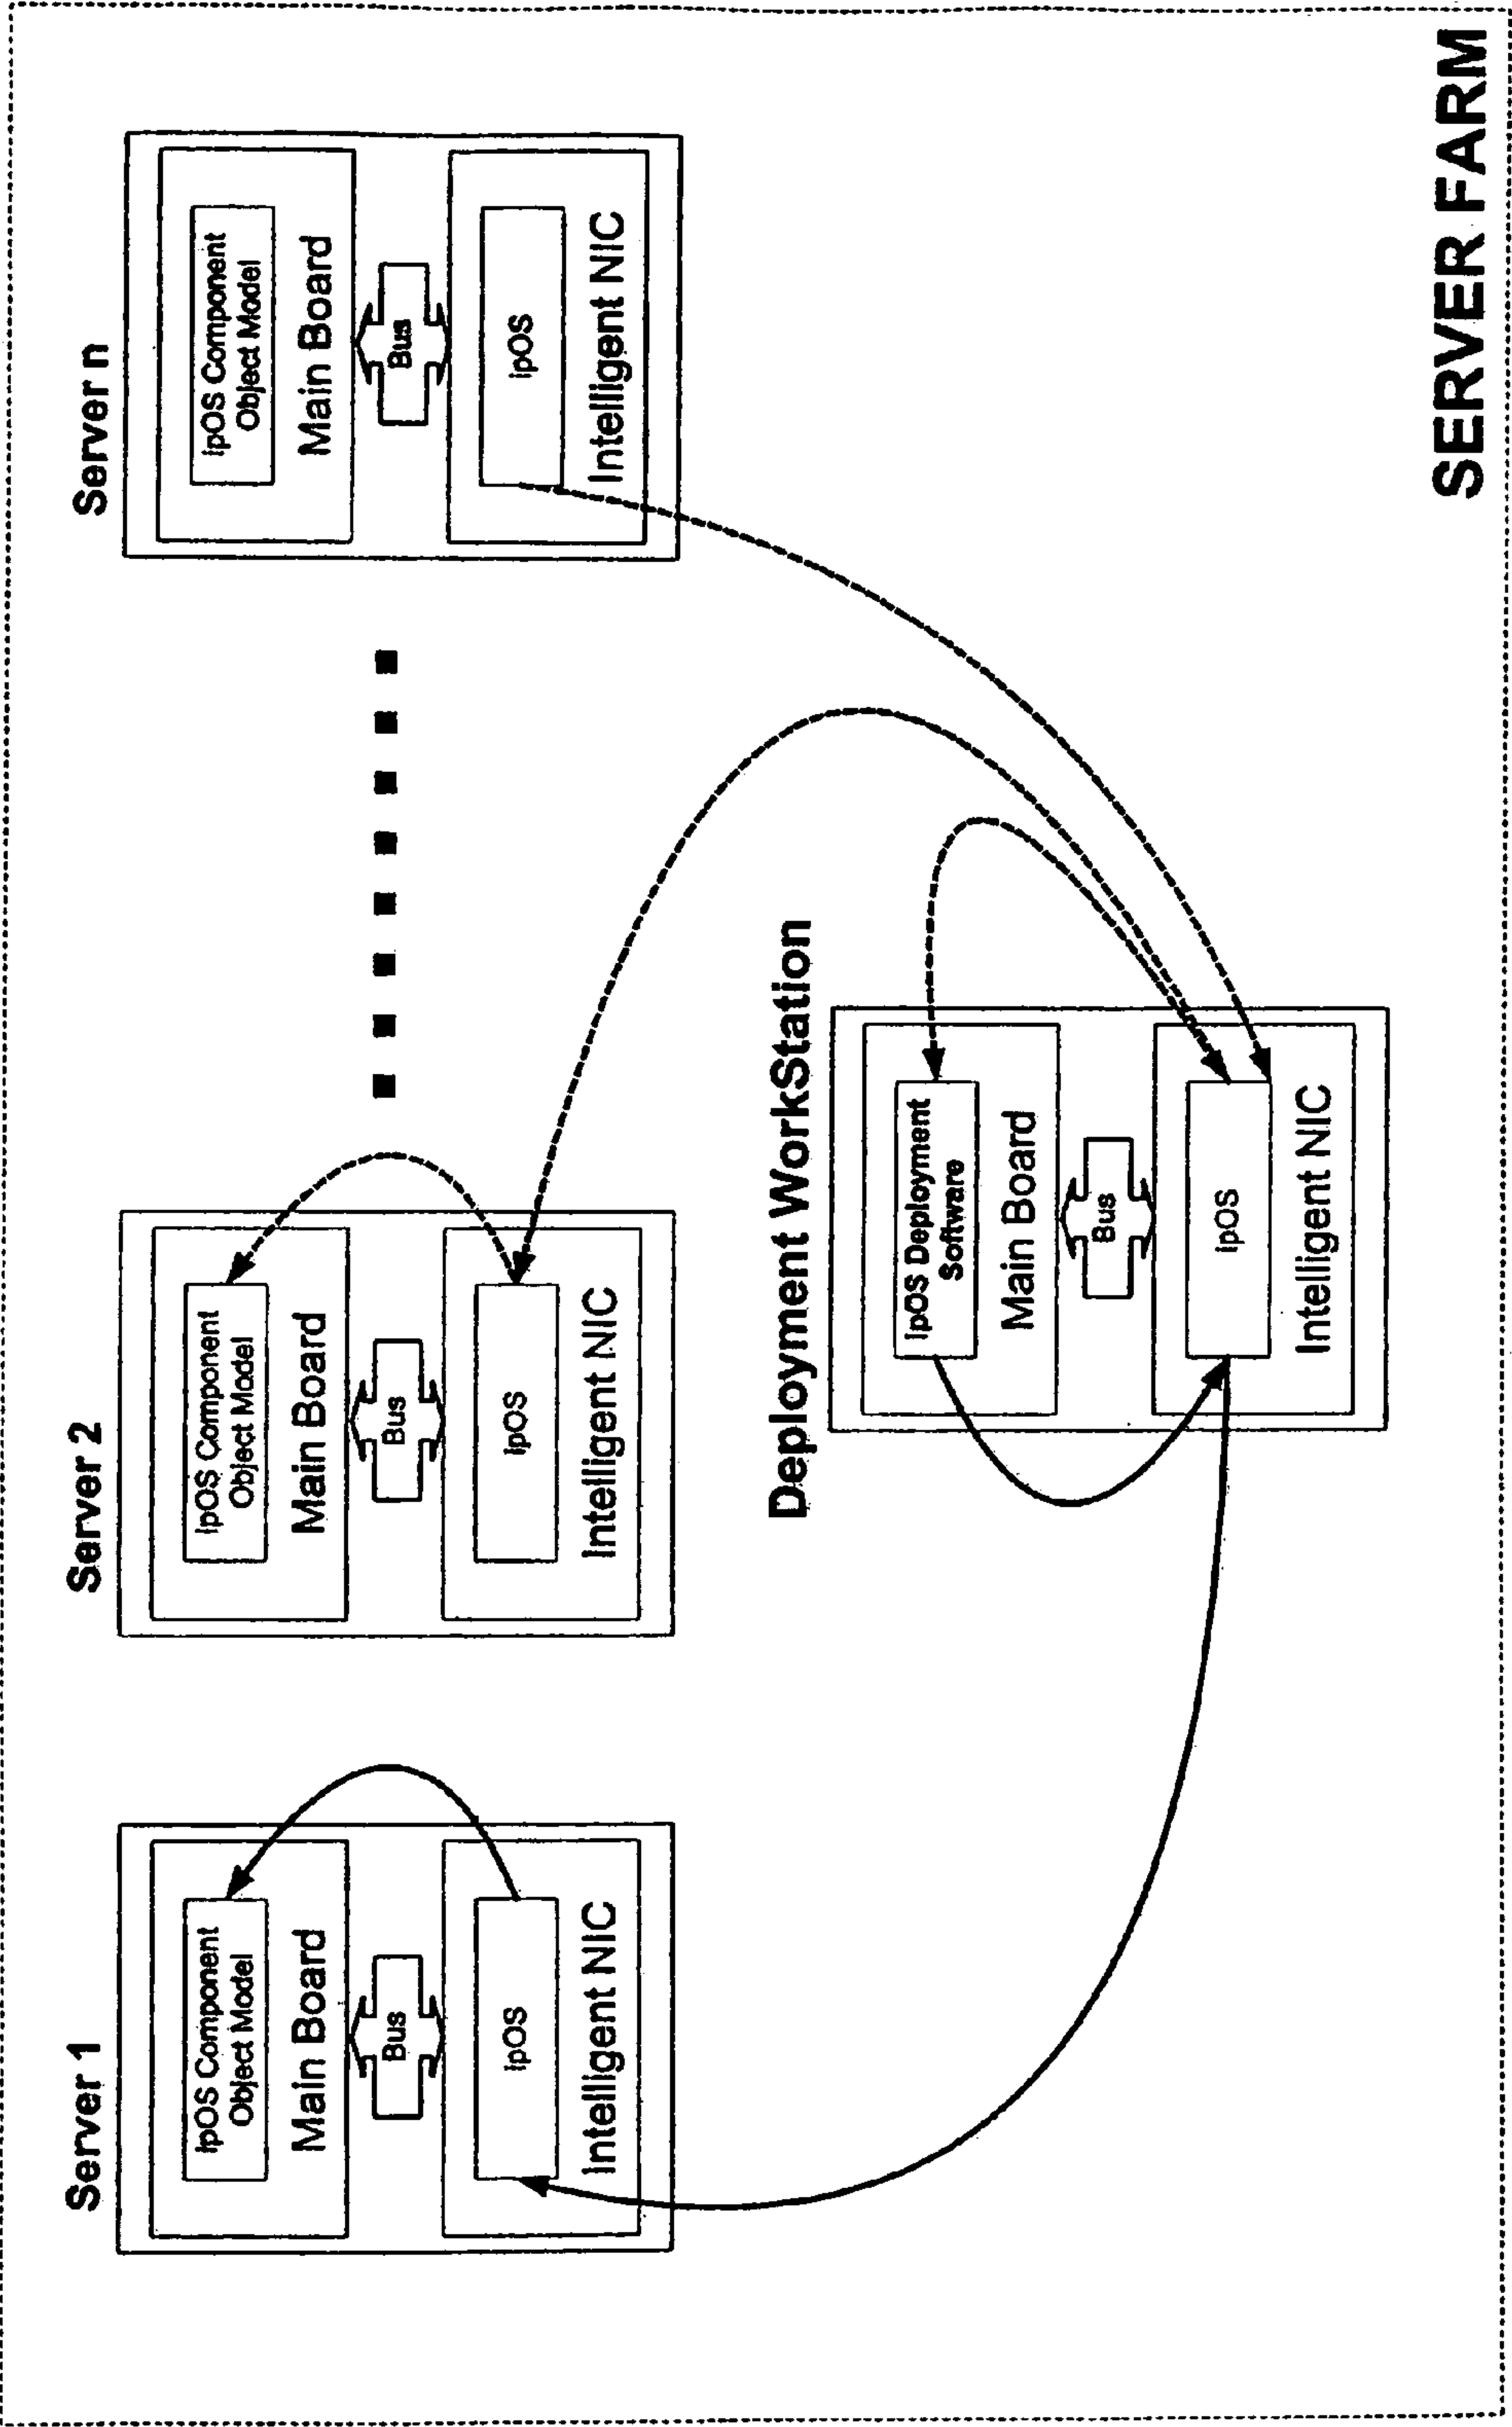 Server 1
IpOS Component
Object Model
Main Board
Bus
IpOS
Intelligent NIC
Server 2
IpOS Component
Object Model
Main Board
Bus
IpOS
Intelligent NIC
Server n
IpOS Component
Object Model
Main Board
Bus
IpOS
Intelligent NIC
Deployment WorkStation
IpOS Deployment
Software
Main Board
Bus
IpOS
Intelligent NIC
SERVER FARM